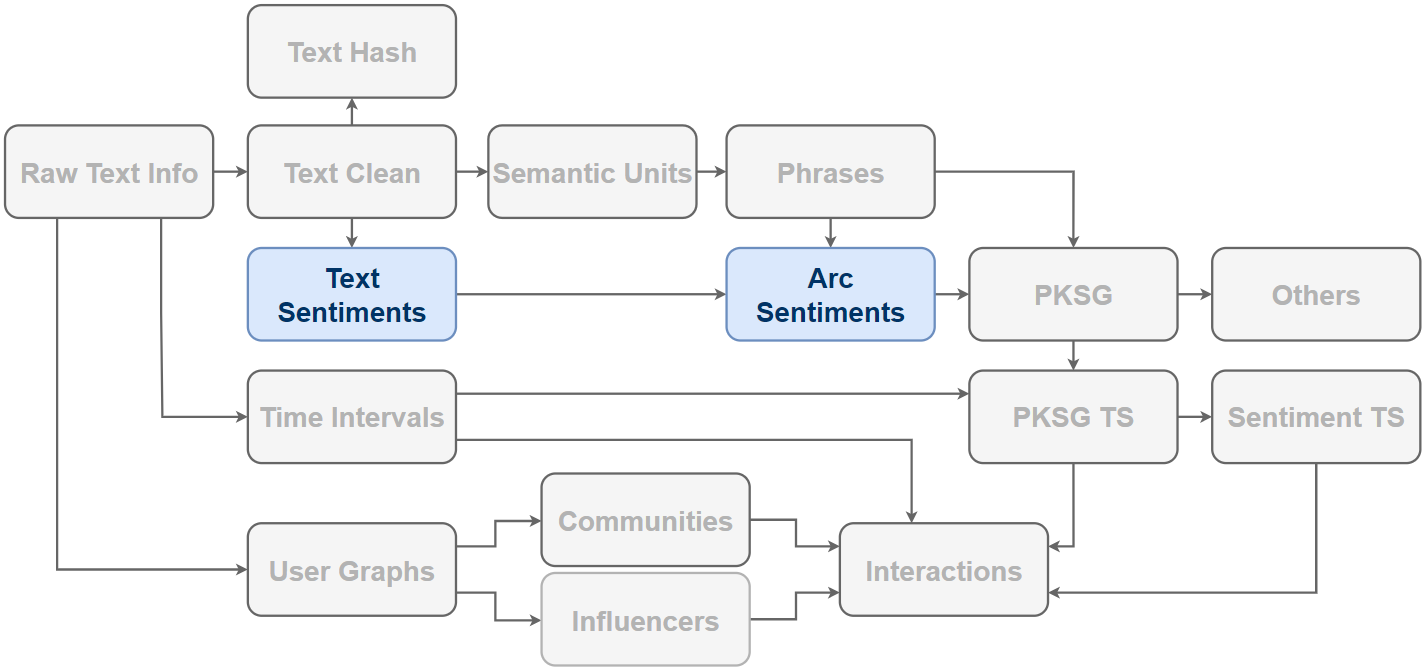 Text Hash
Raw Text Info
Text Clean
Semantic Units
Phrases
Text
Sentiments
Arc
Sentiments
PKSG
Others
Time Intervals
PKSG TS
Sentiment TS
Communities
User Graphs
Interactions
Influencers